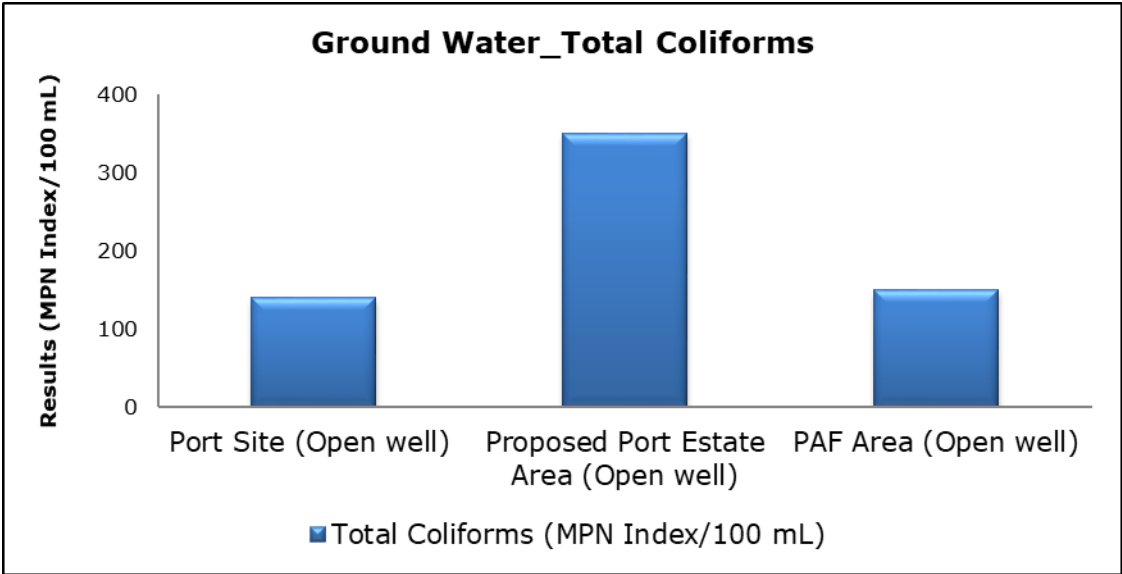 Ground Water_Total Coliforms
Results (MPN Index/100 mL)
400
300
200
100
0
Port Site (Open well)
Proposed Port Estate
Area (Open well)
PAF Area (Open well)
Total Coliforms (MPN Index/100 mL)